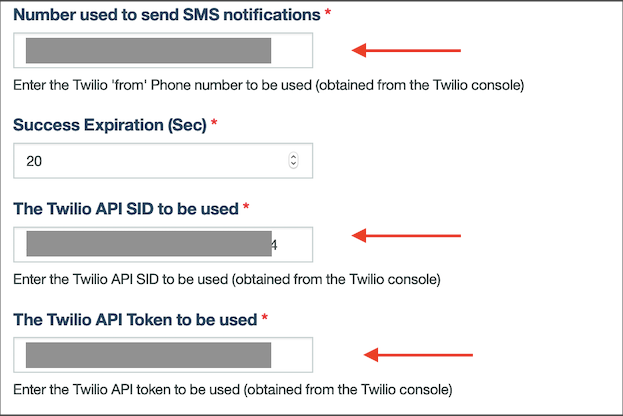 Number used to send SMS notifications *
Enter the Twilio 'from' Phone number to be used (obtained from the Twilio console)
Success Expiration (Sec) *
20
The Twilio API SID to be used *
4
Enter the Twilio API SID to be used (obtained from the Twilio console)
The Twilio API Token to be used *
Enter the Twilio API token to be used (obtained from the Twilio console)